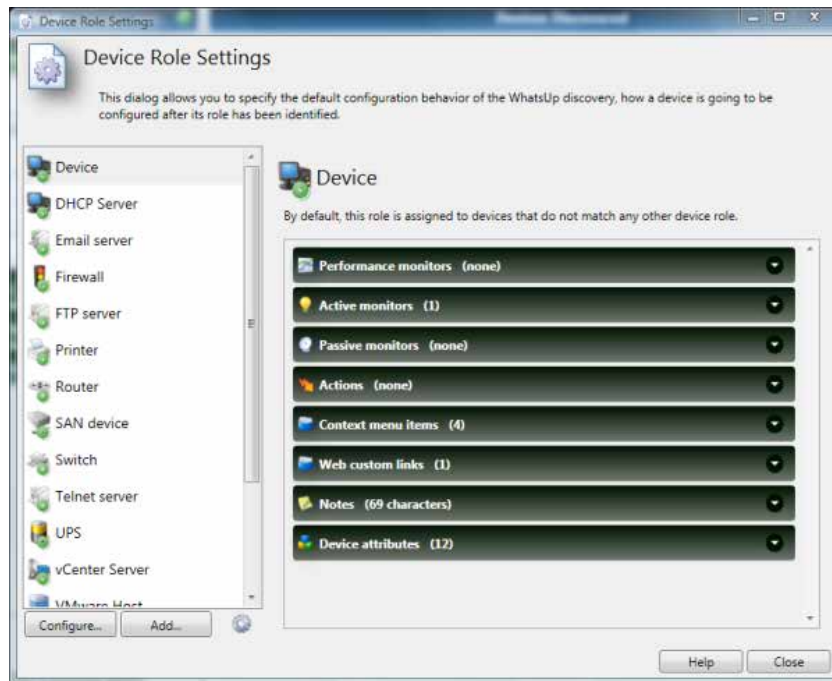 Device Role Settings
Device Role Settings
This dialog allows you to specify the default configuration behavior of the WhatsUp discovery, how a device is going to be
configured after its role has been identified.
Device
DHCP Server
Email server
Firewall
FTP server
Printer
Router
SAN device
Switch
Telnet server
UPS
vCenter Server
VMware Host
Configure...
Add...
Device
By default, this role is assigned to devices that do not match any other device role.
Performance monitors (none)
Active monitors (1)
Passive monitors (none)
Actions (none)
Context menu items (4)
Web custom links (1)
Notes (69 characters)
Device attributes (12)
Help
Close